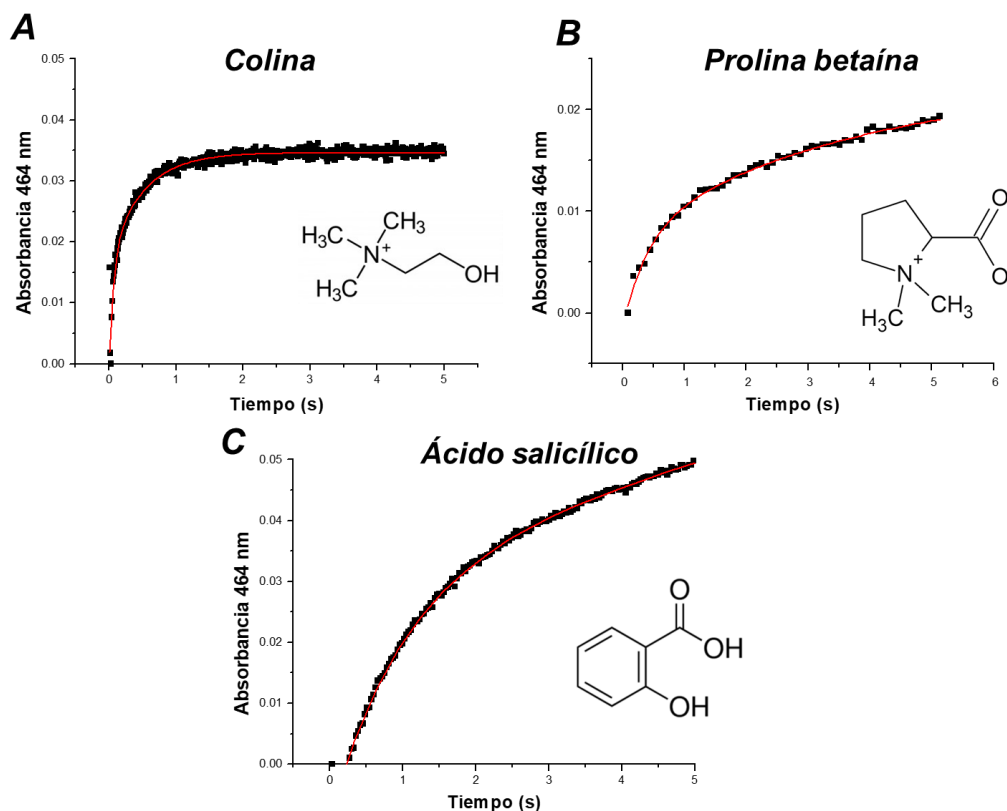 A
Colina
Absorbancia 464 nm
0.05
0.04
0.03
0.02
0.01
0.00
0
1
2
3
4
5
Tiempo (s)
H3C
CH3
N+
H3C
OH
B
Prolina betaína
Absorbancia 464 nm
0.02
0.01
0.00
0
1
2
3
4
5
6
Tiempo (s)
O
O
N+
H3C
CH3
C
Ácido salicílico
Absorbancia 464 nm
0.05
0.04
0.03
0.02
0.01
0.00
0
1
2
3
4
5
Tiempo (s)
O
OH
OH